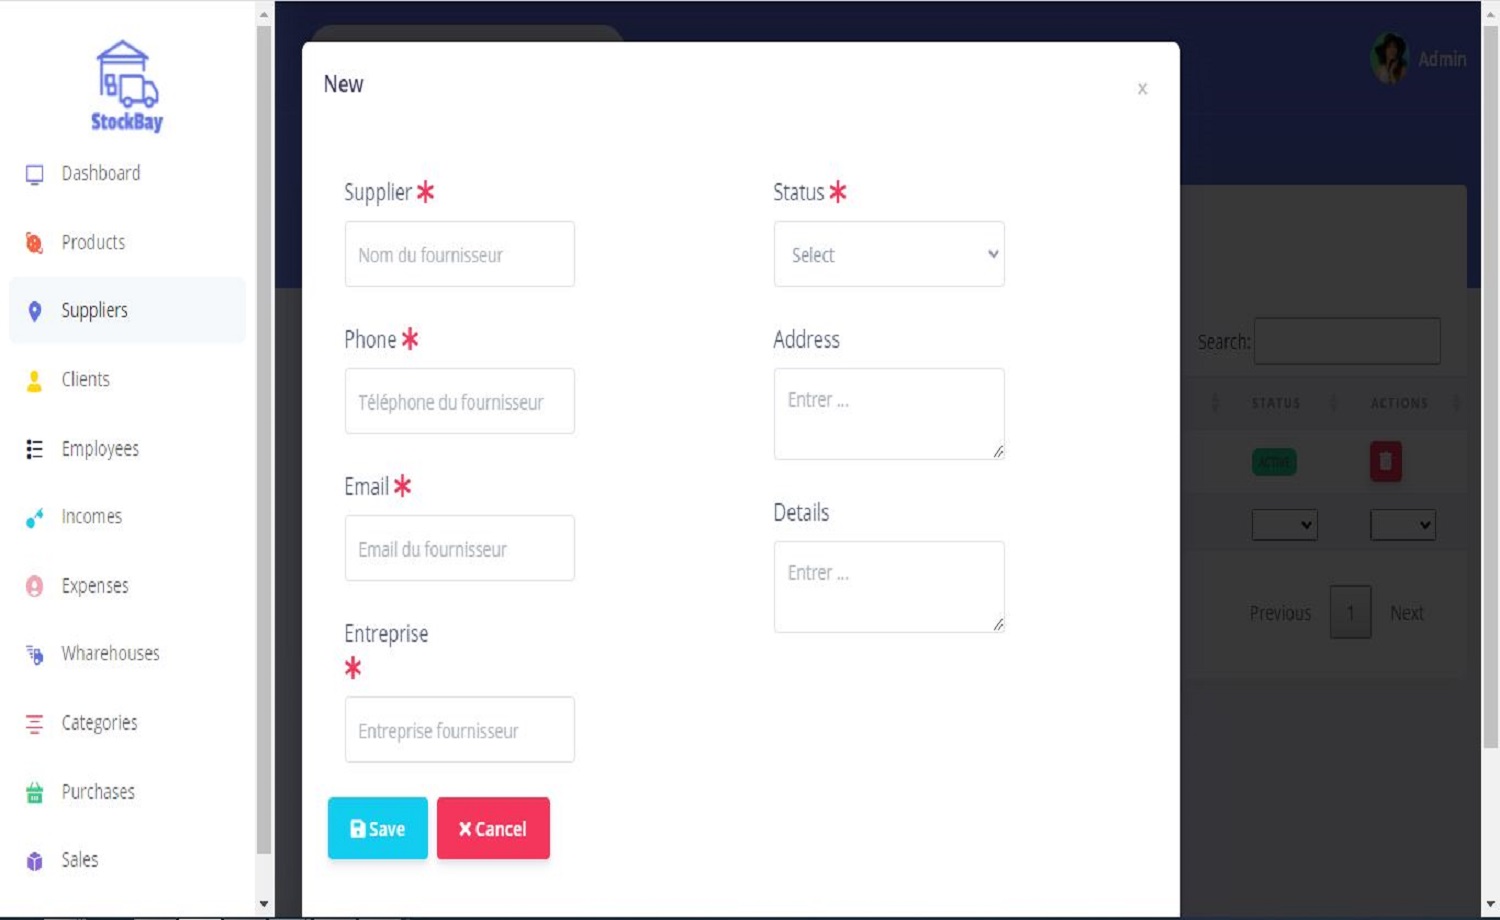 StockBay
Dashboard
Products
Suppliers
Clients
Employees
Incomes
Expenses
Wharehouses
Categories
Purchases
Sales
New
x
Supplier *
Nom du fournisseur
Phone *
Téléphone du fournisseur
Email *
Email du fournisseur
Entreprise
*
Entreprise fournisseur
Status *
Select
Address
Entrer ...
Details
Entrer ...
Save
Cancel
Admin
Search:
STATUS
ACTIONS
ACTIVE
Previous
1
Next